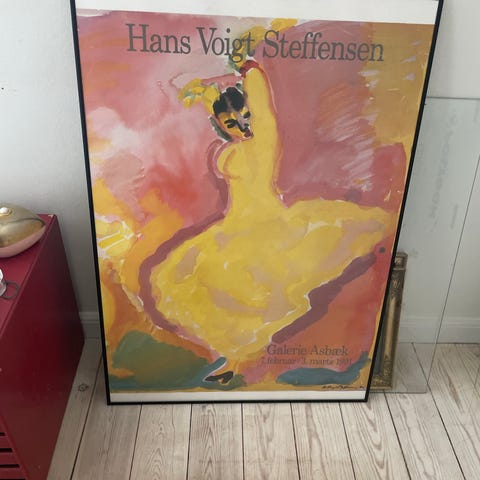 Hans Voigt Steffensen
Galerie Asbæk
7. februar - 3. marts 1991